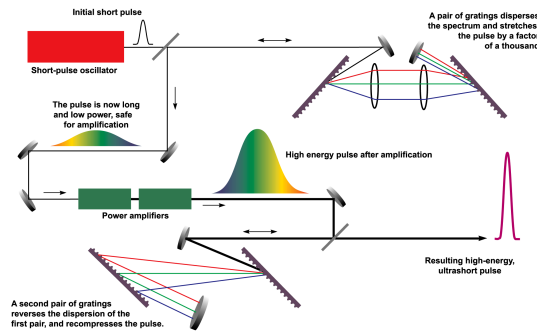 Initial short pulse
Short-pulse oscillator
A pair of gratings disperses
the spectrum and stretches
the pulse by a factor
of a thousand
The pulse is now long
and low power, safe
for amplification
High energy pulse after amplification
Power amplifiers
Resulting high-energy,
ultrashort pulse
A second pair of gratings
reverses the dispersion of the
first pair, and recompresses the pulse.